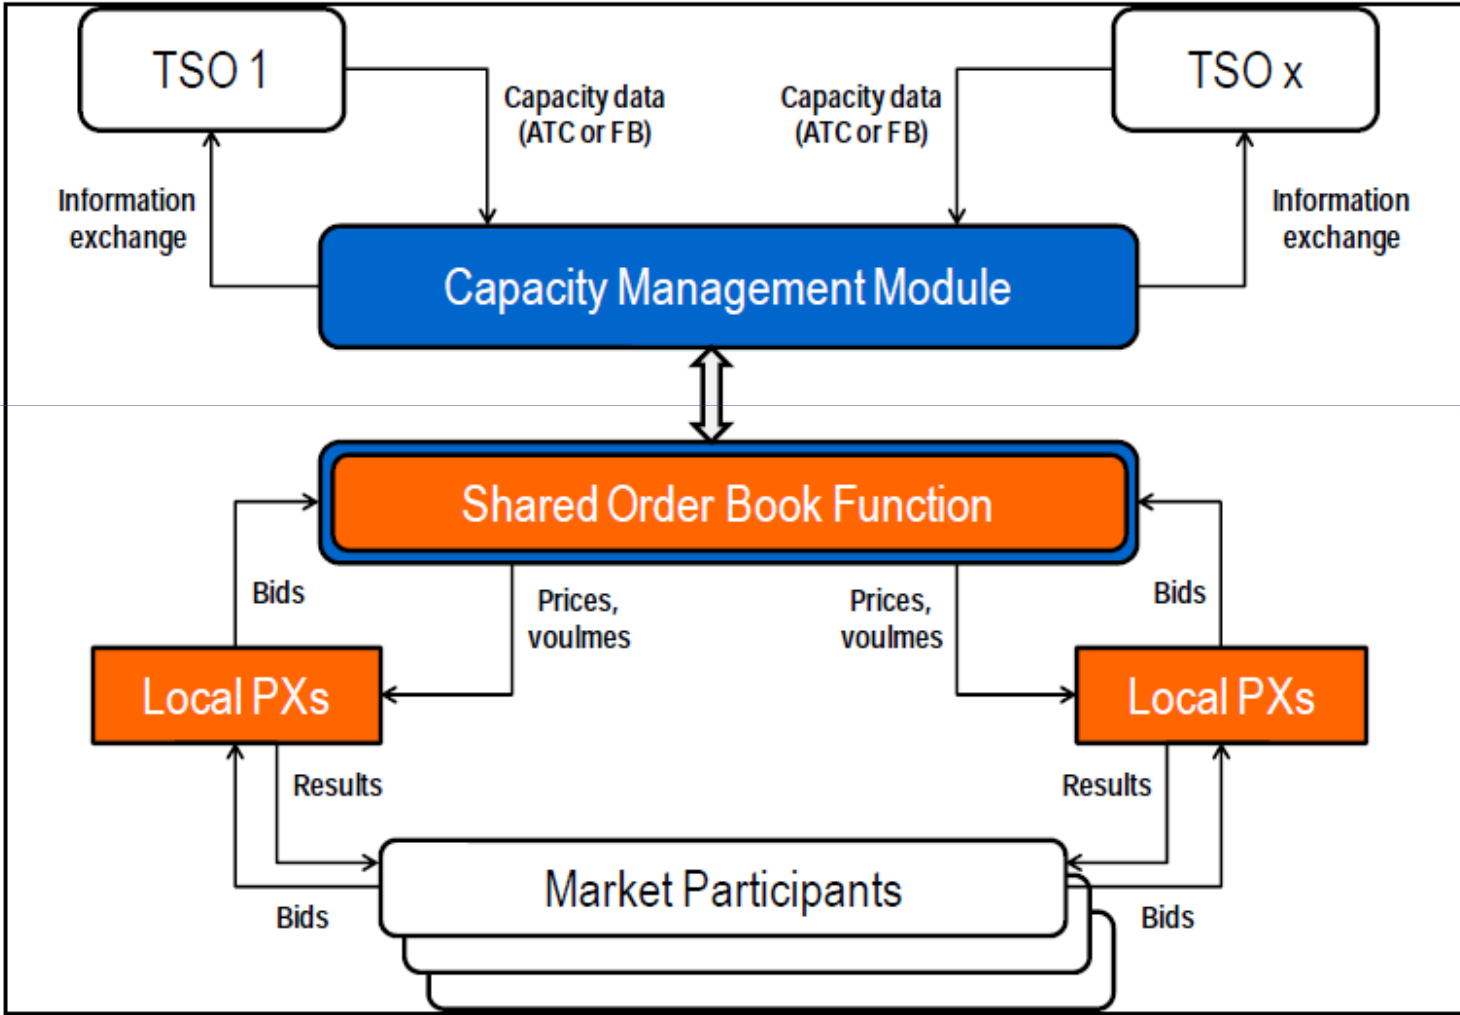 TSO 1
TSO x
Capacity data
(ATC or FB)
Capacity data
(ATC or FB)
Information
exchange
Information
exchange
Capacity Management Module
Shared Order Book Function
Bids
Prices,
voulmes
Prices,
voulmes
Bids
Local PXs
Local PXs
Results
Results
Market Participants
Bids
Bids